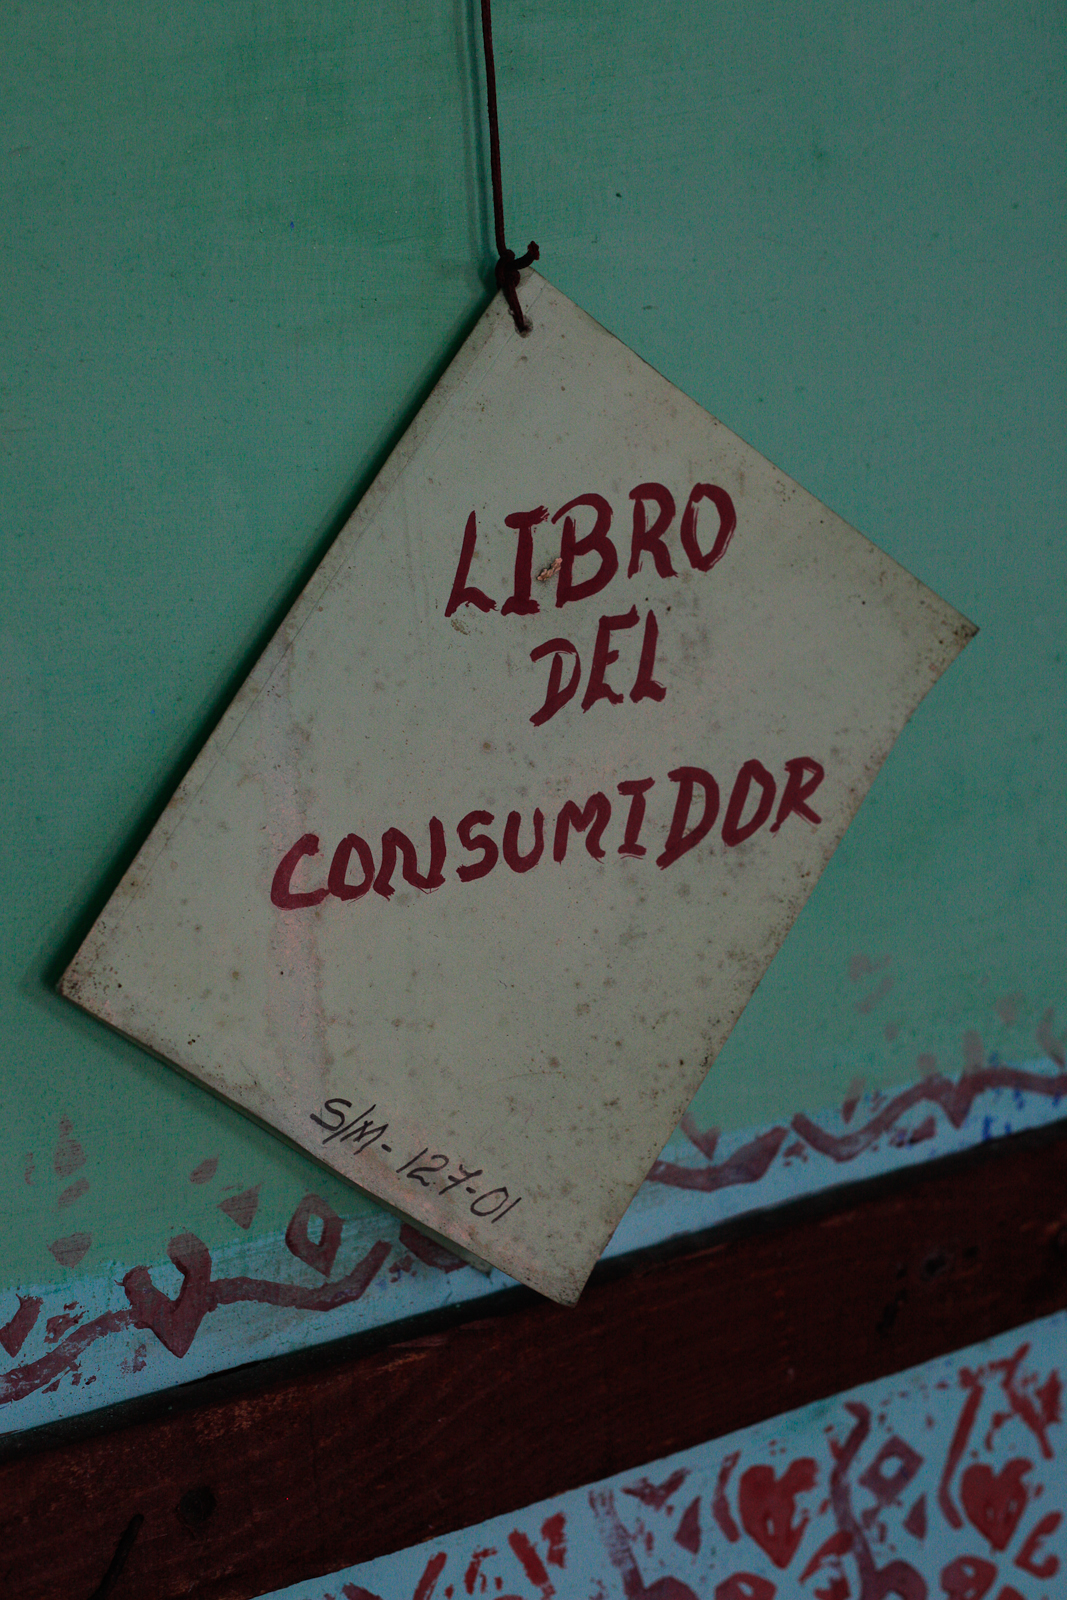 LIBRO
DEL
CONSUMIDOR
S/M-127-01